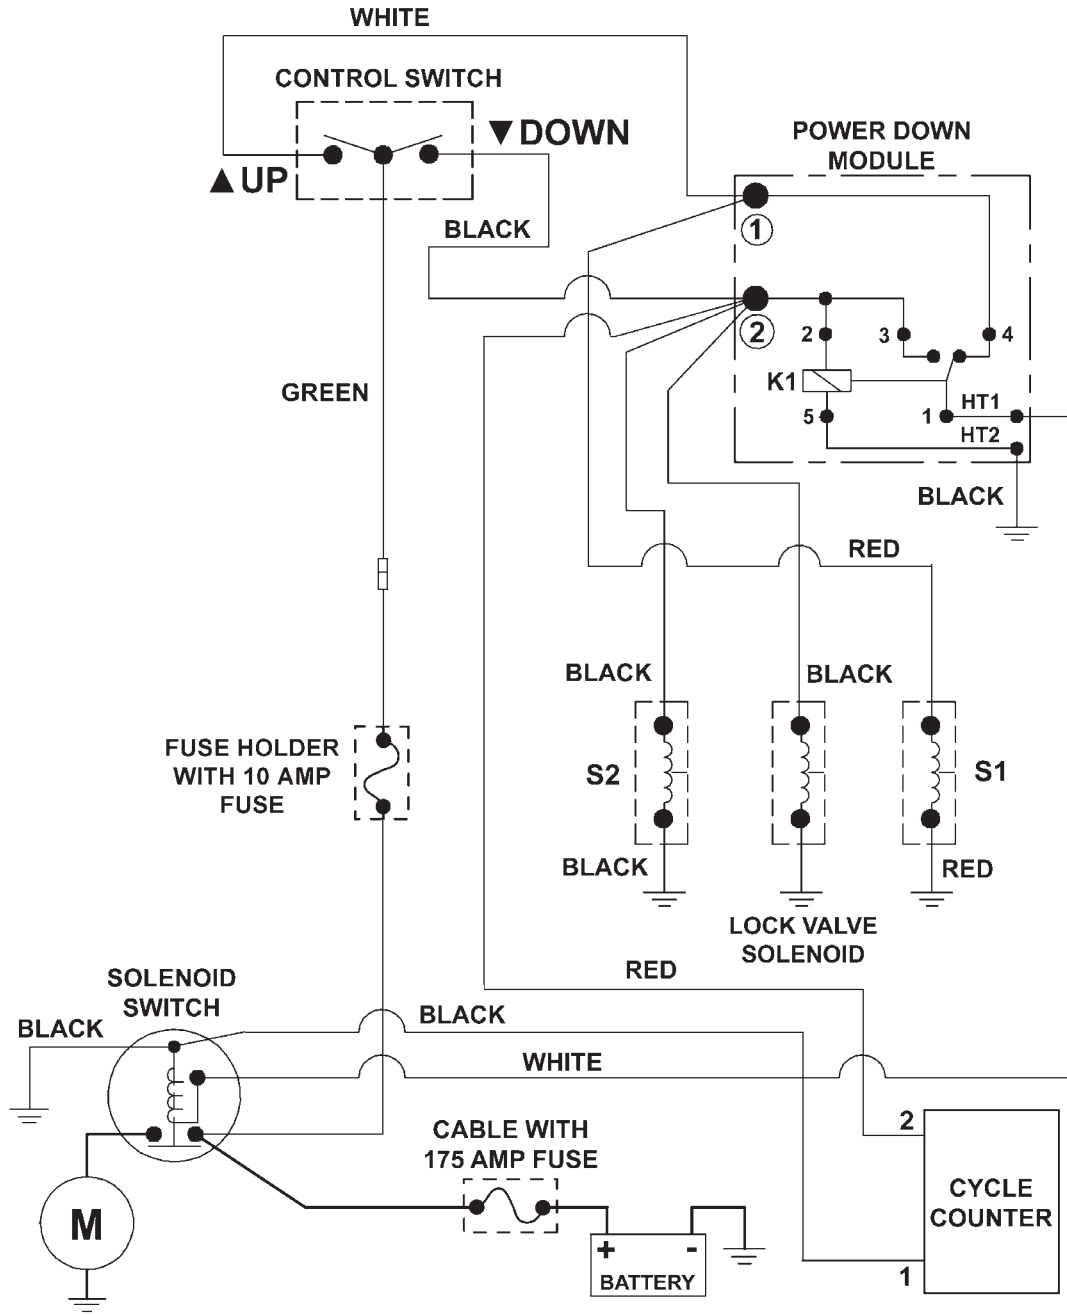 WHITE
CONTROL SWITCH
▼DOWN
▲UP
POWER DOWN
MODULE
BLACK
1
2
2
3
4
K1
GREEN
5
1
HT1
HT2
BLACK
RED
BLACK
BLACK
FUSE HOLDER
WITH 10 AMP
FUSE
S2
S1
BLACK
RED
LOCK VALVE
SOLENOID
RED
SOLENOID
SWITCH
BLACK
BLACK
WHITE
CABLE WITH
175 AMP FUSE
2
CYCLE
COUNTER
M
+
-
BATTERY
1